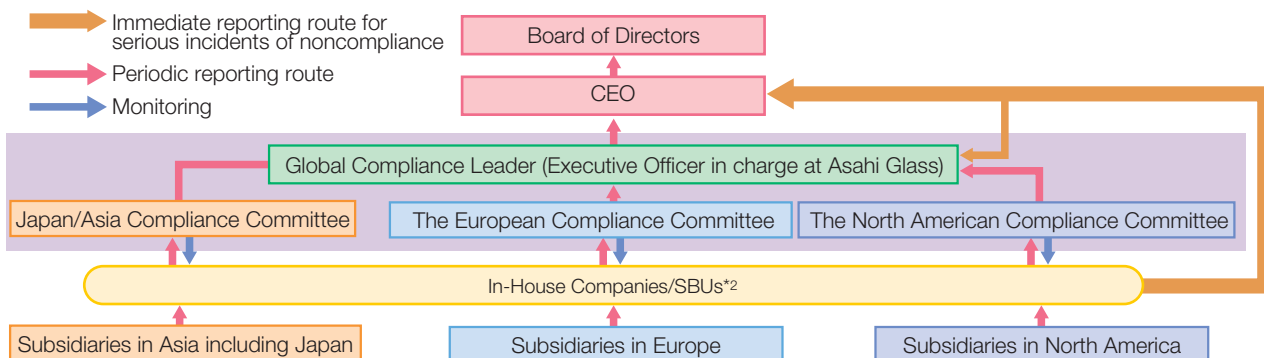 Immediate reporting route for
serious incidents of noncompliance
Periodic reporting route
Monitoring
Board of Directors
CEO
Global Compliance Leader (Executive Officer in charge at Asahi Glass)
Japan/Asia Compliance Committee
The European Compliance Committee
The North American Compliance Committee
In-House Companies/SBUs*2
Subsidiaries in Asia including Japan
Subsidiaries in Europe
Subsidiaries in North America